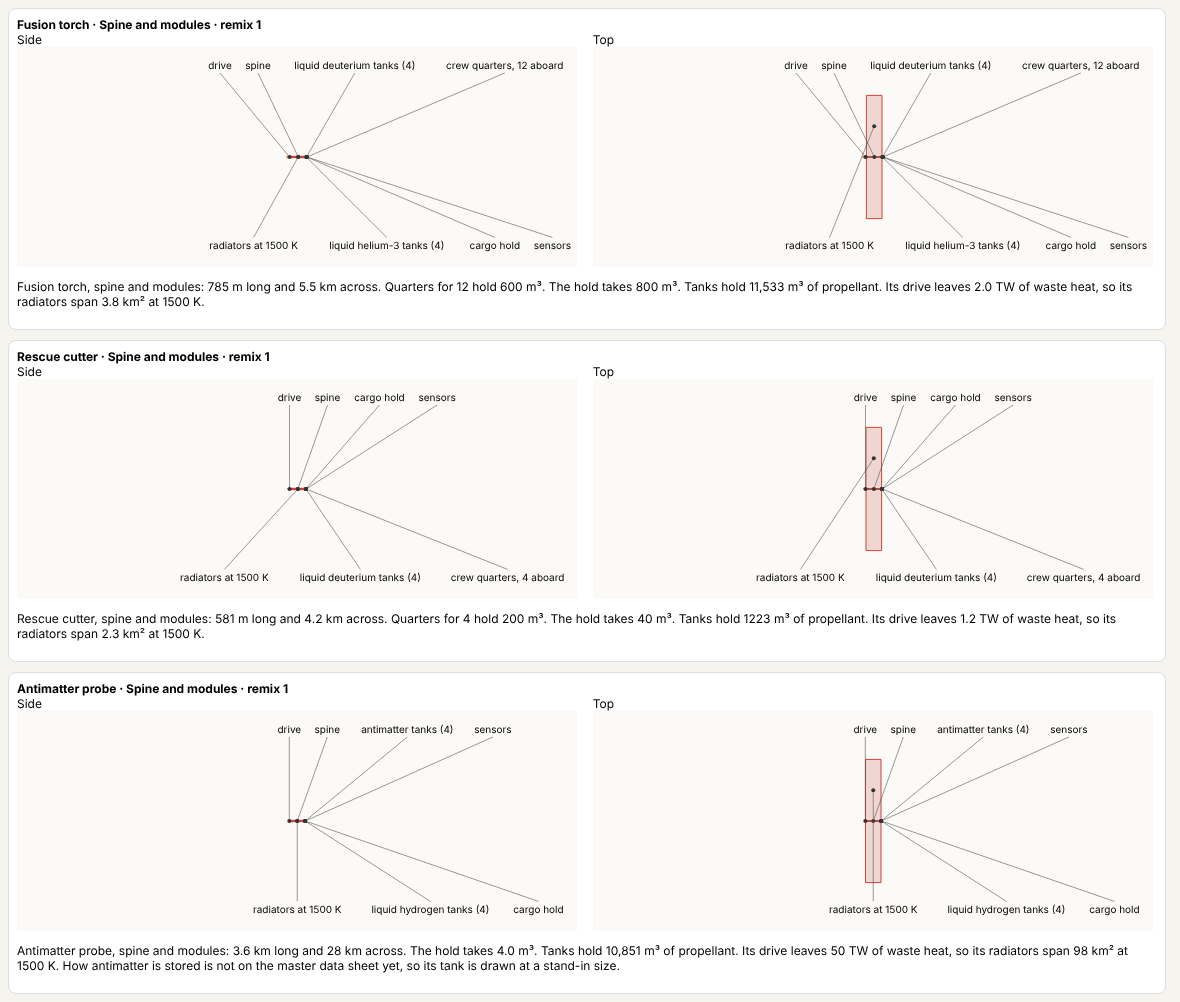 Fusion torch · Spine and modules · remix 1
Side
drive spine liquid deuterium tanks (4) crew quarters, 12 aboard
radiators at 1500 K liquid helium-3 tanks (4) cargo hold sensors
Top
drive spine liquid deuterium tanks (4) crew quarters, 12 aboard
radiators at 1500 K liquid helium-3 tanks (4) cargo hold sensors
Fusion torch, spine and modules: 785 m long and 5.5 km across. Quarters for 12 hold 600 m³. The hold takes 800 m³. Tanks hold 11,533 m³ of propellant. Its drive leaves 2.0 TW of waste heat, so its
radiators span 3.8 km² at 1500 K.
Rescue cutter · Spine and modules · remix 1
Side
drive spine cargo hold sensors
radiators at 1500 K liquid deuterium tanks (4) crew quarters, 4 aboard
Top
drive spine cargo hold sensors
radiators at 1500 K liquid deuterium tanks (4) crew quarters, 4 aboard
Rescue cutter, spine and modules: 581 m long and 4.2 km across. Quarters for 4 hold 200 m³. The hold takes 40 m³. Tanks hold 1223 m³ of propellant. Its drive leaves 1.2 TW of waste heat, so its
radiators span 2.3 km² at 1500 K.
Antimatter probe · Spine and modules · remix 1
Side
drive spine antimatter tanks (4) sensors
radiators at 1500 K liquid hydrogen tanks (4) cargo hold
Top
drive spine antimatter tanks (4) sensors
radiators at 1500 K liquid hydrogen tanks (4) cargo hold
Antimatter probe, spine and modules: 3.6 km long and 28 km across. The hold takes 4.0 m³. Tanks hold 10,851 m³ of propellant. Its drive leaves 50 TW of waste heat, so its radiators span 98 km² at
1500 K. How antimatter is stored is not on the master data sheet yet, so its tank is drawn at a stand-in size.